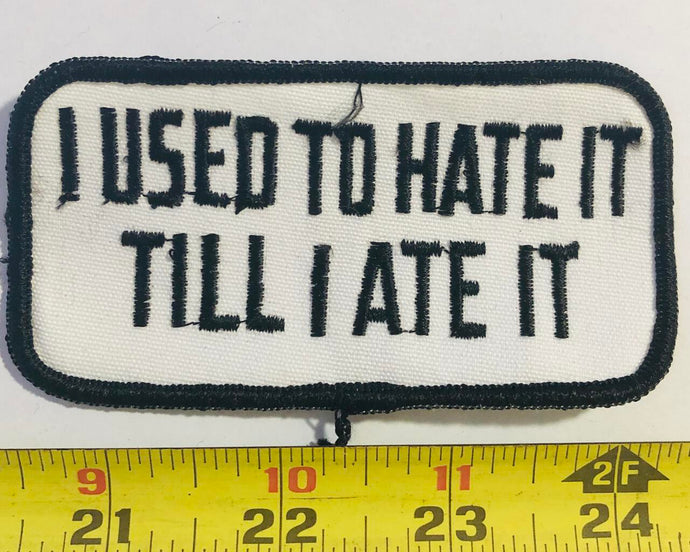 I USED TO HATE IT
TILL I ATE IT
9 10 11 2F
21 22 23 24